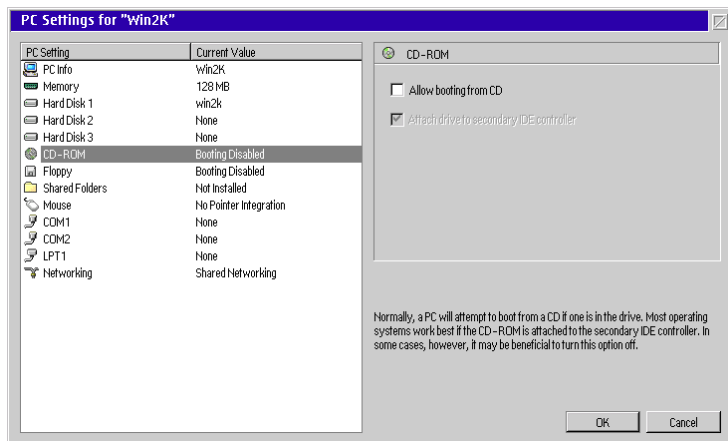 PC Settings for "Win2K"
PC Setting Current Value
PC Info Win2K
Memory 128 MB
Hard Disk 1 win2k
Hard Disk 2 None
Hard Disk 3 None
CD-ROM Booting Disabled
Floppy Booting Disabled
Shared Folders Not Installed
Mouse No Pointer Integration
COM1 None
COM2 None
LPT1 None
Networking Shared Networking
CD-ROM
Allow booting from CD
Attach drive to secondary IDE controller
Normally, a PC will attempt to boot from a CD if one is in the drive. Most operating
systems work best if the CD-ROM is attached to the secondary IDE controller. In
some cases, however, it may be beneficial to turn this option off.
OK Cancel